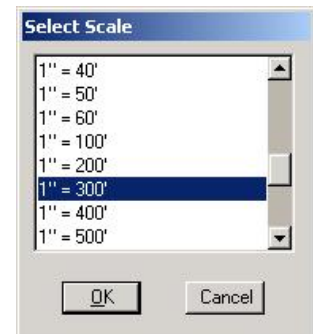 Select Scale
1" = 40'
1" = 50'
1" = 60'
1" = 100'
1" = 200'
1" = 300'
1" = 400'
1" = 500'
OK Cancel